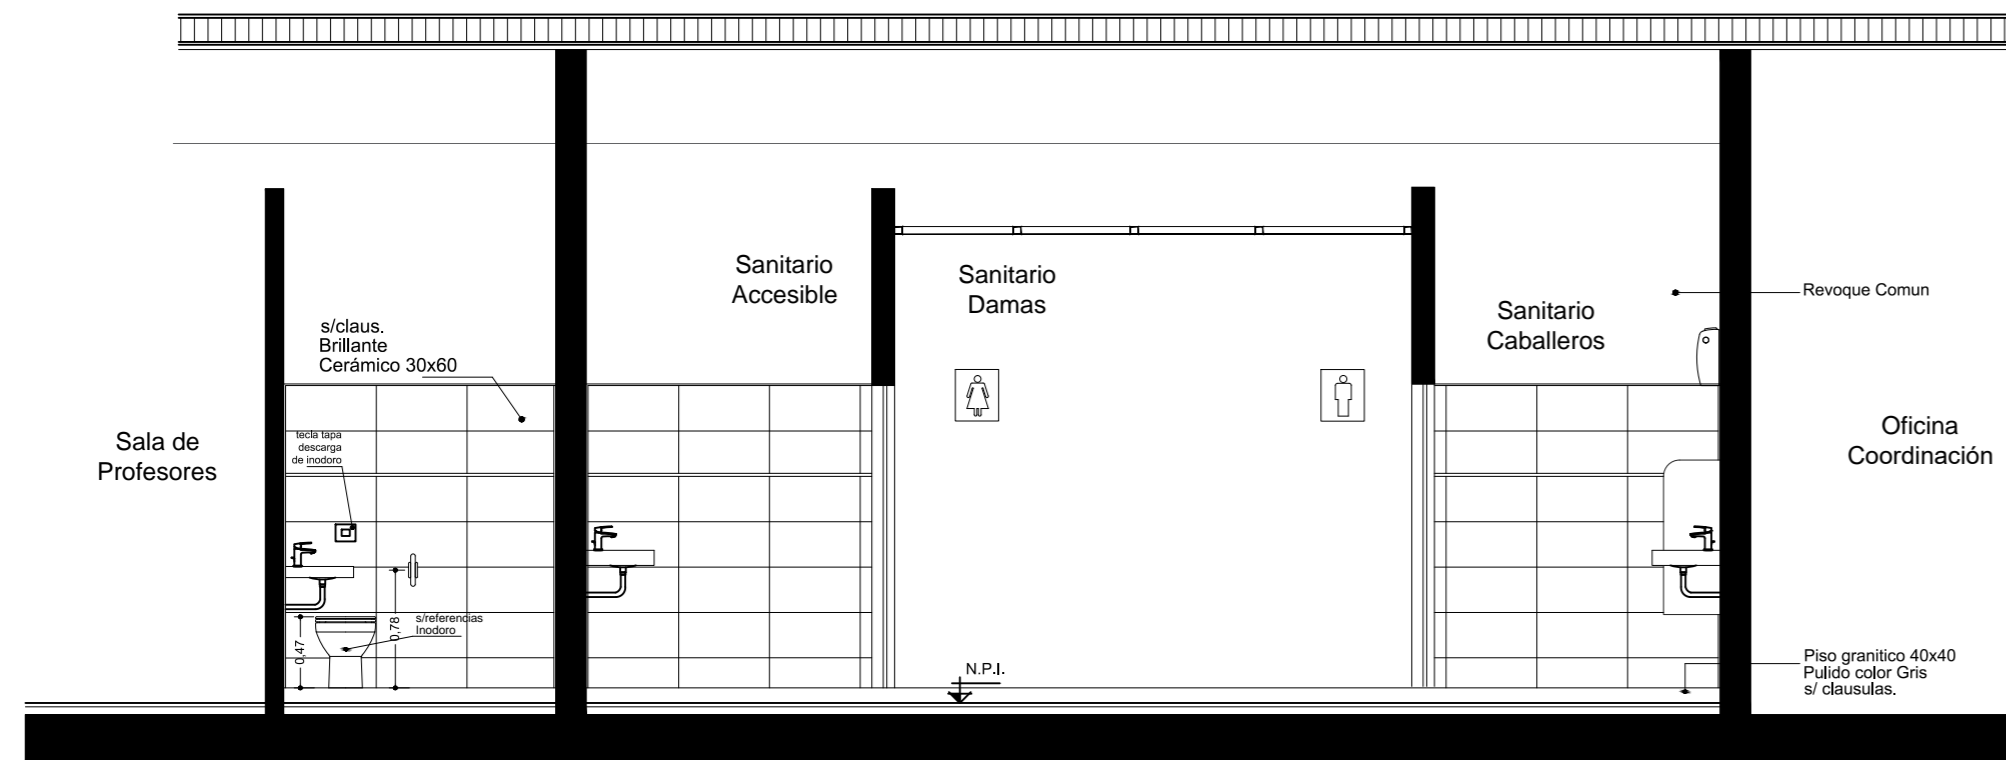 Sanitario
Accesible
Sanitario
Damas
Revoque Comun
Sanitario
Caballeros
s/claus.
Brillante
Cerámico 30x60
Sala de
Profesores
tecla tapa
descarga
de inodoro
Oficina
Coordinación
s/referencias
Inodoro
0,47
0,78
N.P.I.
Piso granitico 40x40
Pulido color Gris
s/ clausulas.